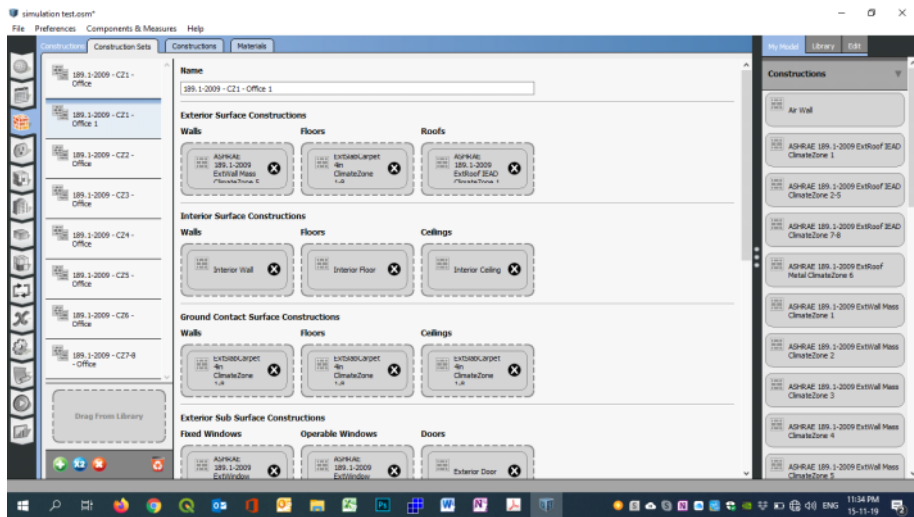 simulation test.osm*
File Preferences Components & Measures Help
Constructions Construction Sets Constructions Materials
My Model Library Edit
189.1-2009 - CZ1 -
Office
189.1-2009 - CZ1 -
Office 1
189.1-2009 - CZ2 -
Office
189.1-2009 - CZ3 -
Office
189.1-2009 - CZ4 -
Office
189.1-2009 - CZ5 -
Office
189.1-2009 - CZ6 -
Office
189.1-2009 - CZ7-8
- Office
Drag From Library
x2
Name
189.1-2009 - CZ1 - Office 1
Exterior Surface Constructions
Walls Floors Roofs
ASHRAE
189.1-2009
ExtWall Mass
ClimateZone 5
ExtSlabCarpet
4in
ClimateZone
1-8
ASHRAE
189.1-2009
ExtRoof IEAD
ClimateZone 1
Interior Surface Constructions
Walls Floors Ceilings
Interior Wall Interior Floor Interior Ceiling
Ground Contact Surface Constructions
Walls Floors Ceilings
ExtSlabCarpet
4in
ClimateZone
1-8
ExtSlabCarpet
4in
ClimateZone
1-8
ExtSlabCarpet
4in
ClimateZone
1-8
Exterior Sub Surface Constructions
Fixed Windows Operable Windows Doors
ASHRAE
189.1-2009
ExtWindow
ASHRAE
189.1-2009
ExtWindow
Exterior Door
Constructions
Air Wall
ASHRAE 189.1-2009 ExtRoof IEAD
ClimateZone 1
ASHRAE 189.1-2009 ExtRoof IEAD
ClimateZone 2-5
ASHRAE 189.1-2009 ExtRoof IEAD
ClimateZone 7-8
ASHRAE 189.1-2009 ExtRoof
Metal ClimateZone 6
ASHRAE 189.1-2009 ExtWall Mass
ClimateZone 1
ASHRAE 189.1-2009 ExtWall Mass
ClimateZone 2
ASHRAE 189.1-2009 ExtWall Mass
ClimateZone 3
ASHRAE 189.1-2009 ExtWall Mass
ClimateZone 4
ASHRAE 189.1-2009 ExtWall Mass
ClimateZone 5
ENG
11:34 PM
15-11-19